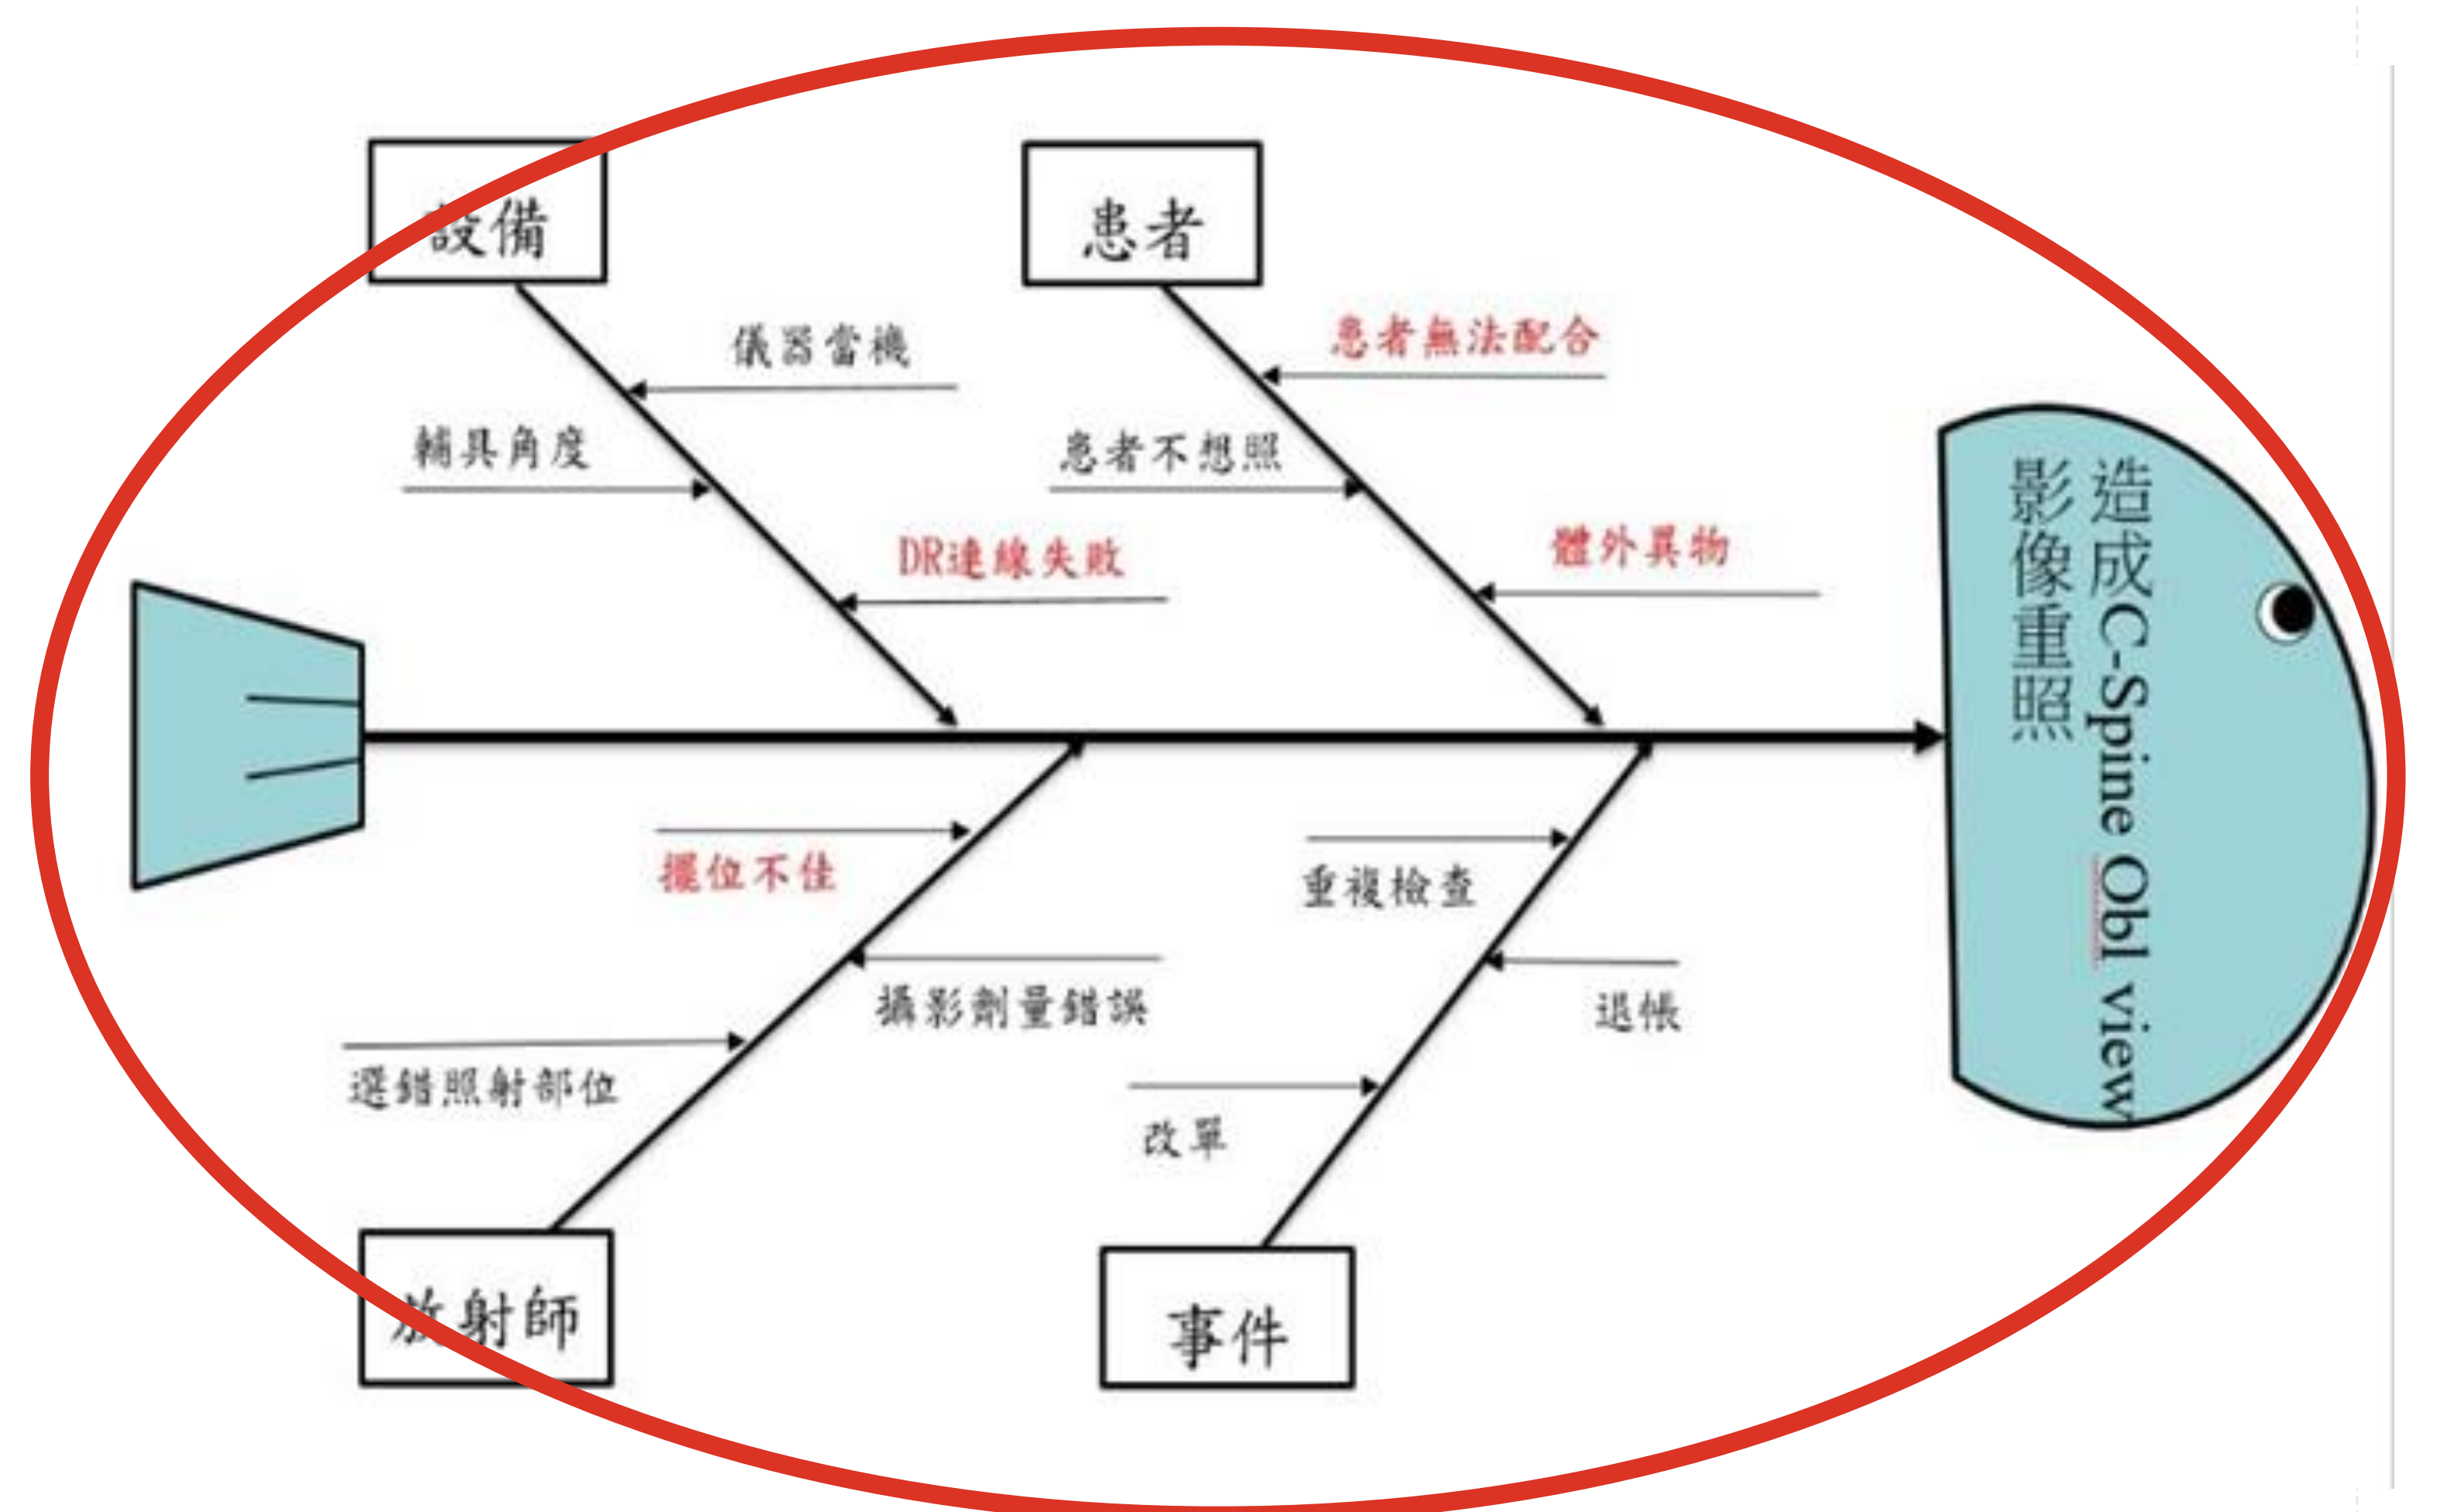 設備
患者
儀器當機
輔具角度
DR連線失敗
患者無法配合
患者不想照
體外異物
造成C-Spine Obl view
影像重照
擺位不佳
攝影劑量錯誤
選錯照射部位
重複檢查
退帳
改單
放射師
事件